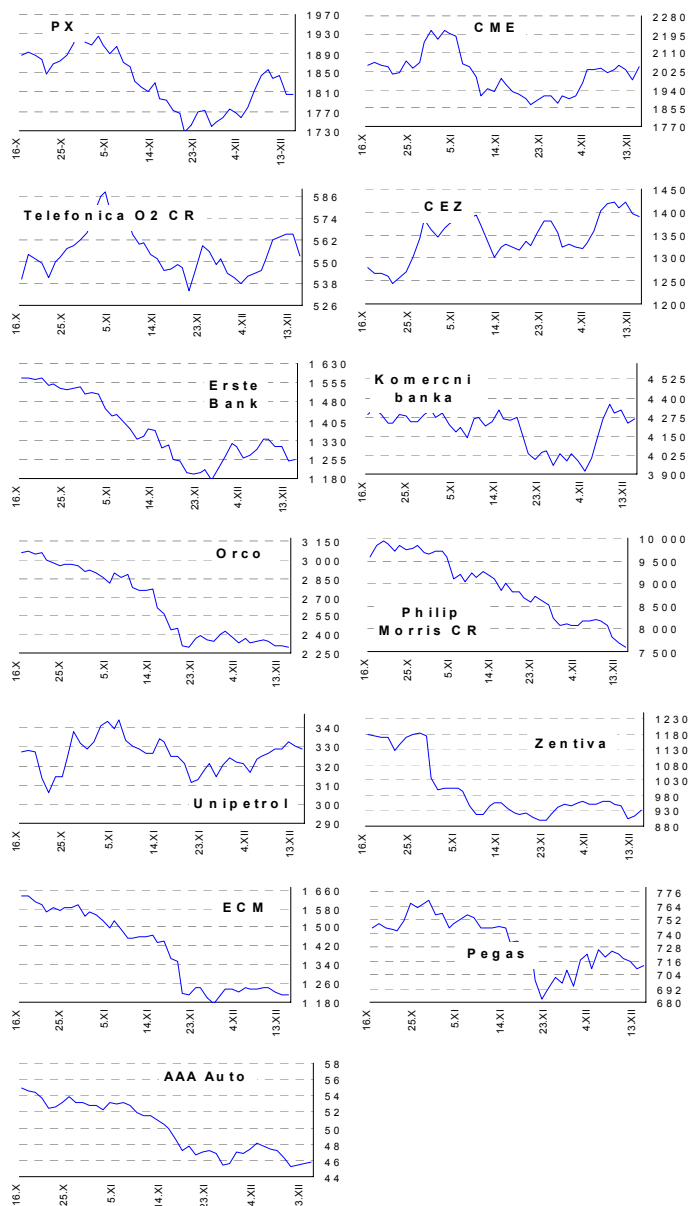 PX
1970
1930
1890
1850
1810
1770
1730
16-X
25-X
5-XI
14-XI
23-XI
4-XII
13-XII
CME
2280
2195
2110
2025
1940
1855
1770
16.X
25.X
5.XI
14.XI
23.XI
4.XII
13.XII
Telefonica O2 CR
586
574
562
550
538
526
16.X
25.X
5.XI
14.XI
23.XI
4.XII
13.XII
CEZ
1450
1400
1350
1300
1250
1200
16.X
25.X
5.XI
14.XI
23.XI
4.XII
13.XII
Erste
Bank
1 630
1 555
1 480
1 405
1 330
1 255
1 180
16.X
25.X
5.XI
14.XI
23.XI
4.XII
13.XII
Komercni
banka
4 525
4 400
4 275
4 150
4 025
3 900
16.X
25.X
5.XI
14.XI
23.XI
4.XII
13.XII
Orco
3 150
3 000
2 850
2 700
2 550
2 400
2 250
16.X
25.X
5.XI
14.XI
23.XI
4.XII
13.XII
Philip
Morris CR
10 000
9 500
9 000
8 500
8 000
7 500
16.X
25.X
5.XI
14.XI
23.XI
4.XII
13.XII
Unipetrol
340
330
320
310
300
290
16.X
25.X
5.XI
14.XI
23.XI
4.XII
13.XII
Zentiva
1230
1180
1130
1080
1030
980
930
880
16.X
25.X
5.XI
14.XI
23.XI
4.XII
13.XII
ECM
1 660
1 580
1 500
1 420
1 340
1 260
1 180
16.X
25.X
5.XI
14.XI
23.XI
4.XII
13.XII
Pegas
776
764
752
740
728
716
704
692
680
16.X
25.X
5.XI
14.XI
23.XI
4.XII
13.XII
AAA Auto
58
56
54
52
50
48
46
44
16.X
25.X
5.XI
14.XI
23.XI
4.XII
3.XII